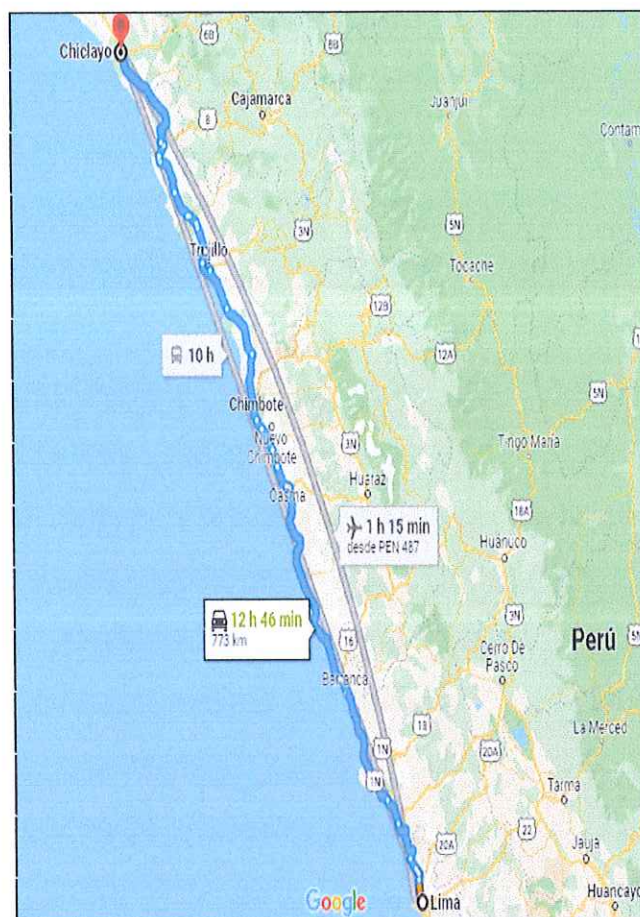 6B
8B
Chiclayo
Cajamarca
Juanjuí
8
Contam
3N
5N
Trujillo
Tocache
12B
10 h
12A
5N
Chimbote
Nuevo
Chimbote
3N
Tingo María
Huaraz
Casma
18A
1 h 15 min
desde PEN 487
Huánuco
12 h 46 min
773 km
3N
16
Cerro De
Pasco
Perú
5N
Barranca
18
La Merced
1N
20A
1N
Tarma
22
20A
Jauja
Google
Lima
Huancayo